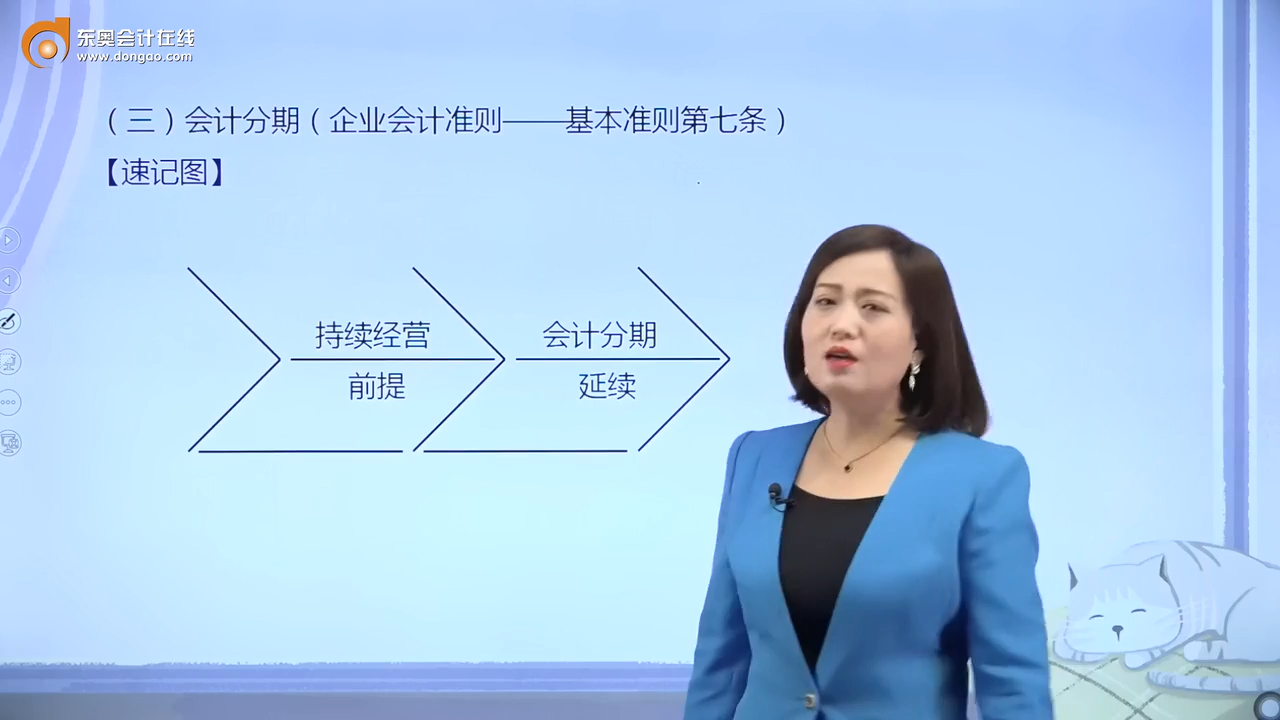 东奥会计在线
www.dongao.com
（三）会计分期（企业会计准则——基本准则第七条）
【速记图】
持续经营
前提
会计分期
延续